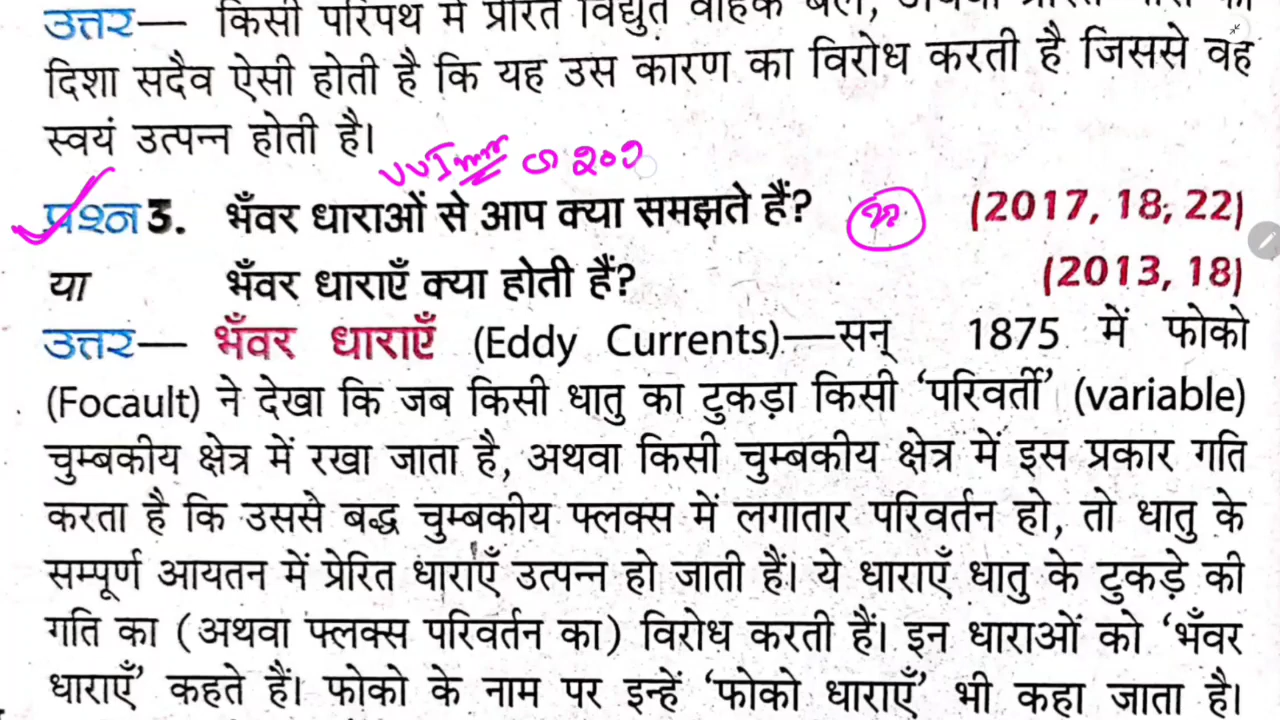 उत्तर— किसी परिपथ में प्रेरित विद्युत वाहक बल, अथवा
दिशा सदैव ऐसी होती है कि यह उस कारण का विरोध करती है जिससे वह
स्वयं उत्पन्न होती है।
प्रश्न 3. भँवर धाराओं से आप क्या समझते हैं? (2017, 18, 22)
या भँवर धाराएँ क्या होती हैं? (2013, 18)
उत्तर— भँवर धाराएँ (Eddy Currents)—सन् 1875 में फोको
(Focault) ने देखा कि जब किसी धातु का टुकड़ा किसी ‘परिवर्ती’ (variable)
चुम्बकीय क्षेत्र में रखा जाता है, अथवा किसी चुम्बकीय क्षेत्र में इस प्रकार गति
करता है कि उससे बद्ध चुम्बकीय फ्लक्स में लगातार परिवर्तन हो, तो धातु के
सम्पूर्ण आयतन में प्रेरित धाराएँ उत्पन्न हो जाती हैं। ये धाराएँ धातु के टुकड़े की
गति का (अथवा फ्लक्स परिवर्तन का) विरोध करती हैं। इन धाराओं को ‘भँवर
धाराएँ’ कहते हैं। फोको के नाम पर इन्हें ‘फोको धाराएँ’ भी कहा जाता है।